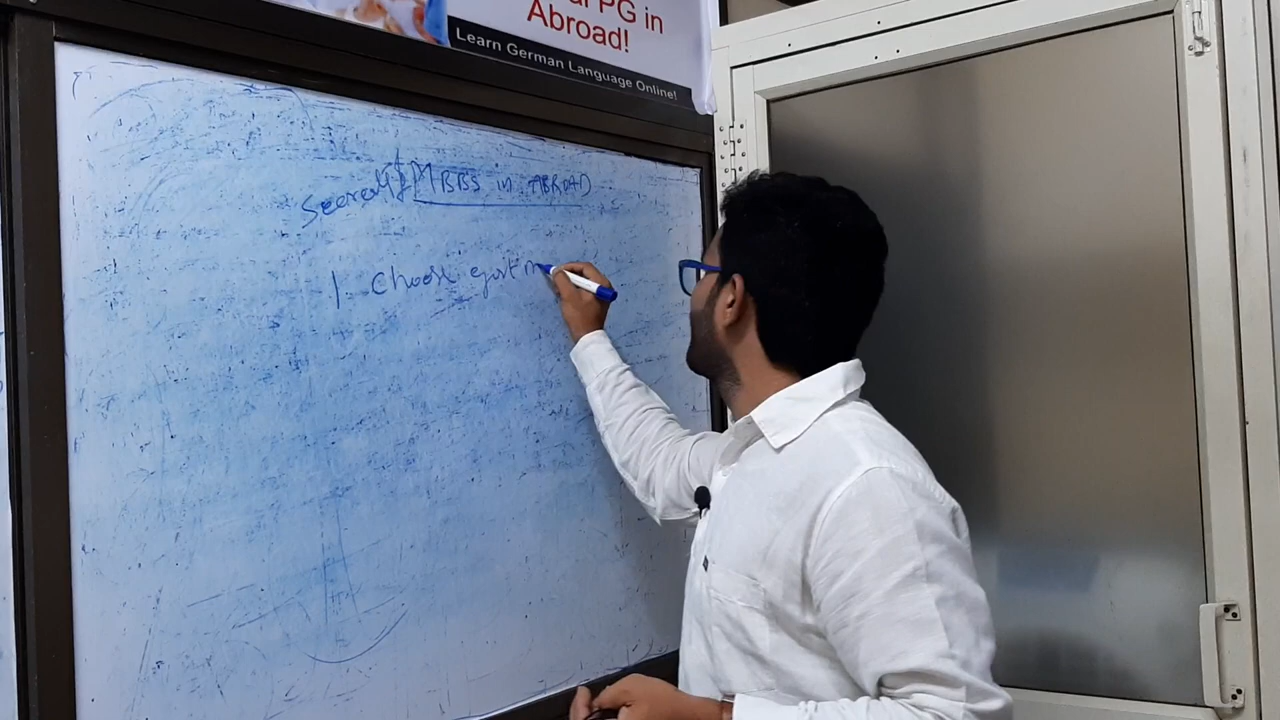 PG in
Abroad!
Learn German Language Online!
MBBS in ABROAD
1. Choose govt m